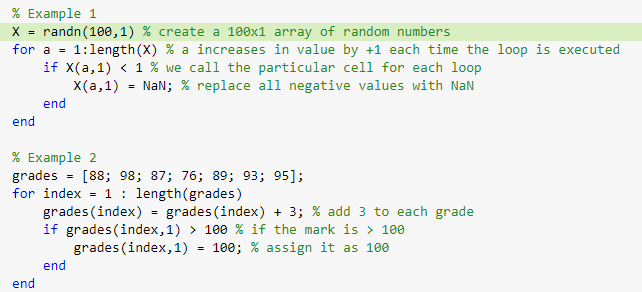 % Example 1
X = randn(100,1) % create a 100x1 array of random numbers
for a = 1:length(X) % a increases in value by +1 each time the loop is executed
    if X(a,1) < 1 % we call the particular cell for each loop
        X(a,1) = NaN; % replace all negative values with NaN
    end
end

% Example 2
grades = [88; 98; 87; 76; 89; 93; 95];
for index = 1 : length(grades)
    grades(index) = grades(index) + 3; % add 3 to each grade
    if grades(index,1) > 100 % if the mark is > 100
        grades(index,1) = 100; % assign it as 100
    end
end